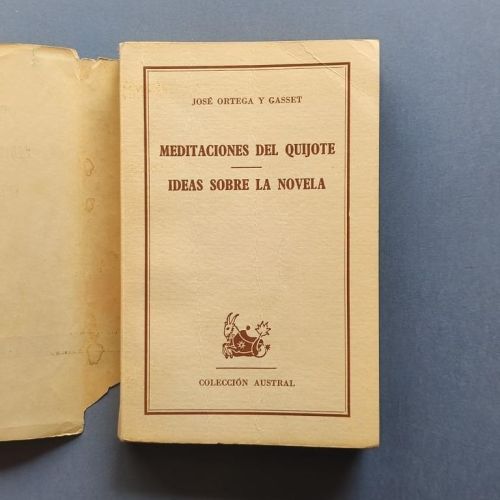 JOSÉ ORTEGA Y GASSET
MEDITACIONES DEL QUIJOTE
IDEAS SOBRE LA NOVELA
COLECCIÓN AUSTRAL